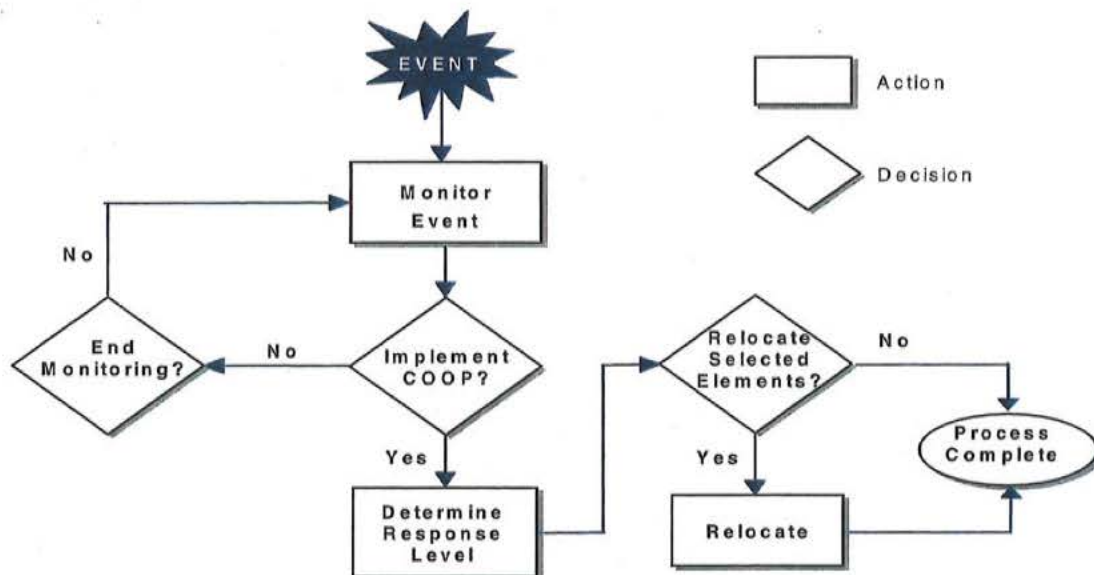 EVENT
Action
Monitor
Event
Decision
No
End
Monitoring?
No
Implement
COOP?
Relocate
Selected
Elements?
No
Process
Complete
Yes
Yes
Determine
Response
Level
Relocate